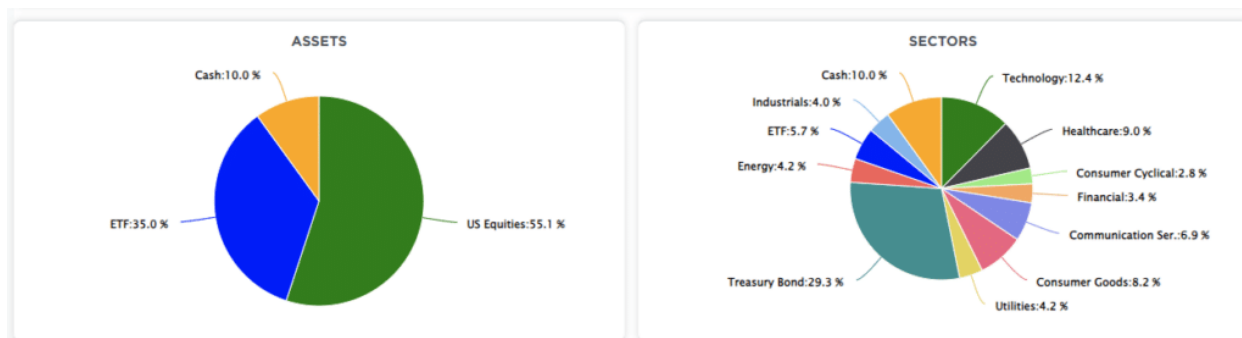 ASSETS
Cash:10.0 %
ETF:35.0 %
US Equities:55.1 %
SECTORS
Cash:10.0 %
Technology:12.4 %
Industrials:4.0 %
ETF:5.7 %
Healthcare:9.0 %
Energy:4.2 %
Consumer Cyclical:2.8 %
Financial:3.4 %
Communication Ser.:6.9 %
Treasury Bond:29.3 %
Consumer Goods:8.2 %
Utilities:4.2 %